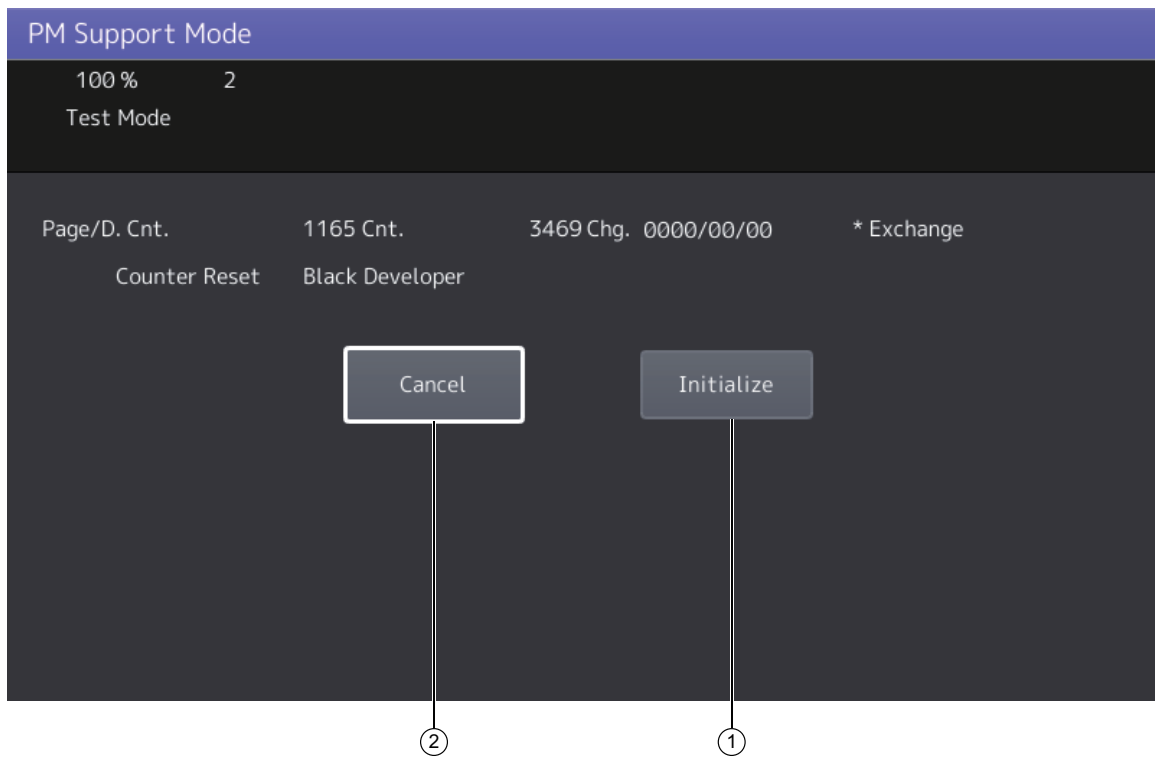 PM Support Mode
100 % 2
Test Mode
Page/D. Cnt. 1165 Cnt. 3469 Chg. 0000/00/00 * Exchange
Counter Reset Black Developer
Cancel Initialize
2 1